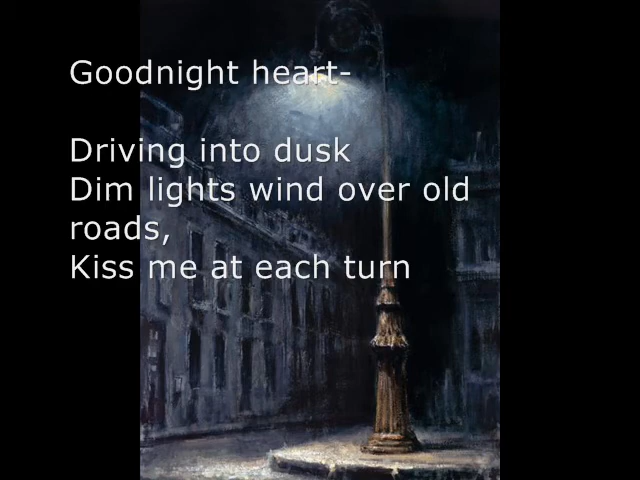 Goodnight heart-
Driving into dusk
Dim lights wind over old
roads,
Kiss me at each turn